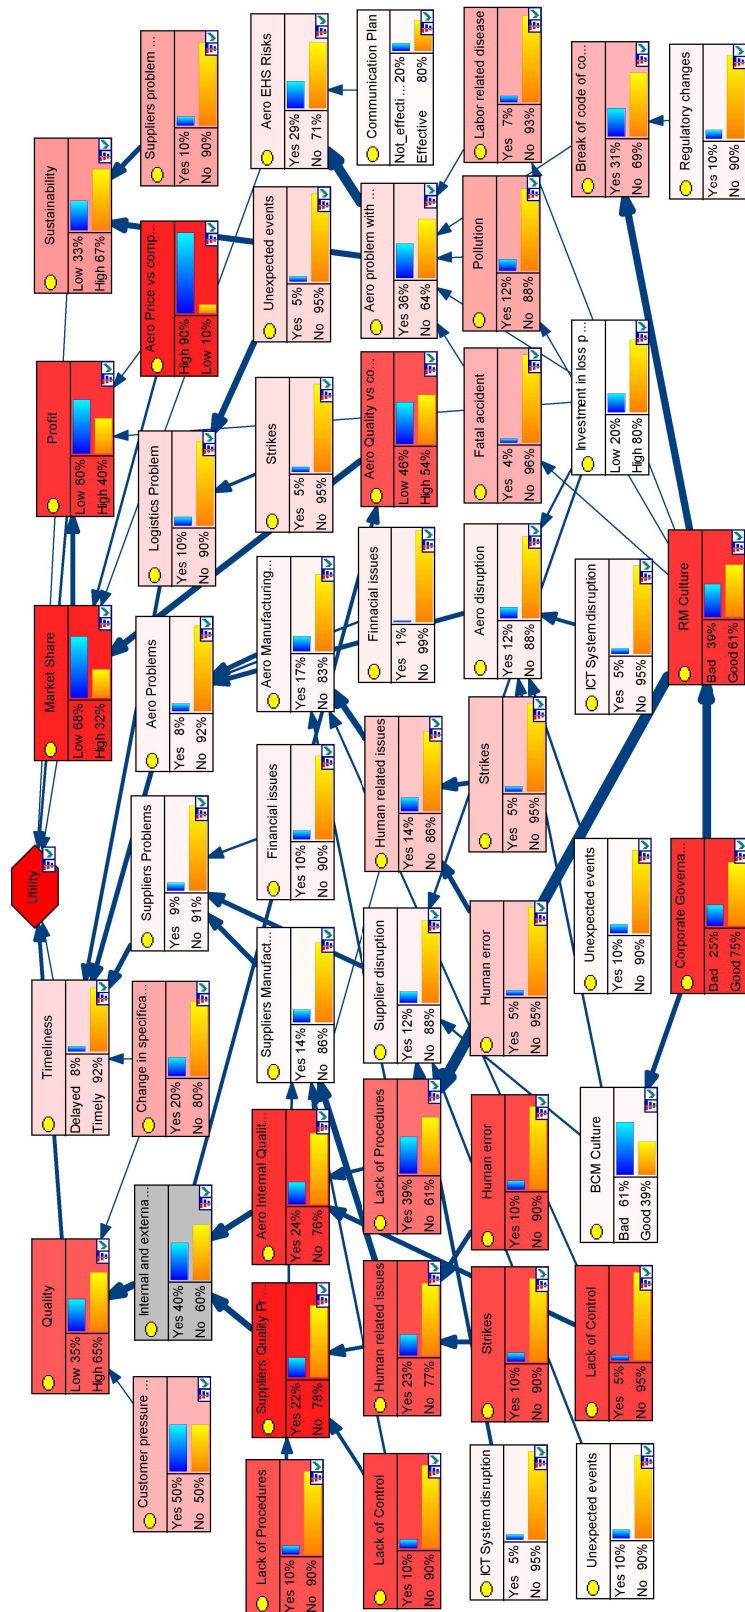 Utility
Quality
Low 35%
High 65%
Timeliness
Delayed 8%
Timely 92%
Market Share
Low 68%
High 32%
Profit
Low 60%
High 40%
Sustainability
Low 33%
High 67%
Customer pressure ...
Yes 50%
No 50%
Internal and externa...
Yes 40%
No 60%
Change in specifica...
Yes 20%
No 80%
Suppliers Problems
Yes 9%
No 91%
Aero Problems
Yes 8%
No 92%
Logistics Problem
Yes 10%
No 90%
Aero Price vs comp...
High 90%
Low 10%
Suppliers problem ...
Yes 10%
No 90%
Lack of Procedures
Yes 10%
No 90%
Suppliers Quality Pr ...
Yes 22%
No 78%
Aero Internal Qualit...
Yes 24%
No 76%
Suppliers Manufact...
Yes 14%
No 86%
Financial issues
Yes 10%
No 90%
Aero Manufacturing...
Yes 17%
No 83%
Strikes
Yes 5%
No 95%
Unexpected events
Yes 5%
No 95%
Aero EHS Risks
Yes 29%
No 71%
Lack of Control
Yes 10%
No 90%
Human related issues
Yes 23%
No 77%
Lack of Procedures
Yes 39%
No 61%
Supplier disruption
Yes 12%
No 88%
Human related issues
Yes 14%
No 86%
Finnacial issues
Yes 1%
No 99%
Aero Quality vs co...
Low 46%
High 54%
Aero problem with ...
Yes 36%
No 64%
Communication Plan
Not_effecti ... 20%
Effective 80%
ICT System disruption
Yes 5%
No 95%
Strikes
Yes 10%
No 90%
Human error
Yes 10%
No 90%
Human error
Yes 5%
No 95%
Strikes
Yes 5%
No 95%
Aero disruption
Yes 12%
No 88%
Fatal accident
Yes 4%
No 96%
Pollution
Yes 12%
No 88%
Labor related disease
Yes 7%
No 93%
Unexpected events
Yes 10%
No 90%
Lack of Control
Yes 5%
No 95%
BCM Culture
Bad 61%
Good 39%
Unexpected events
Yes 10%
No 90%
ICT System disruption
Yes 5%
No 95%
Investment in loss p ...
Low 20%
High 80%
Break of code of co...
Yes 31%
No 69%
Corporate Governa...
Bad 25%
Good 75%
RM Culture
Bad 39%
Good 61%
Regulatory changes
Yes 10%
No 90%